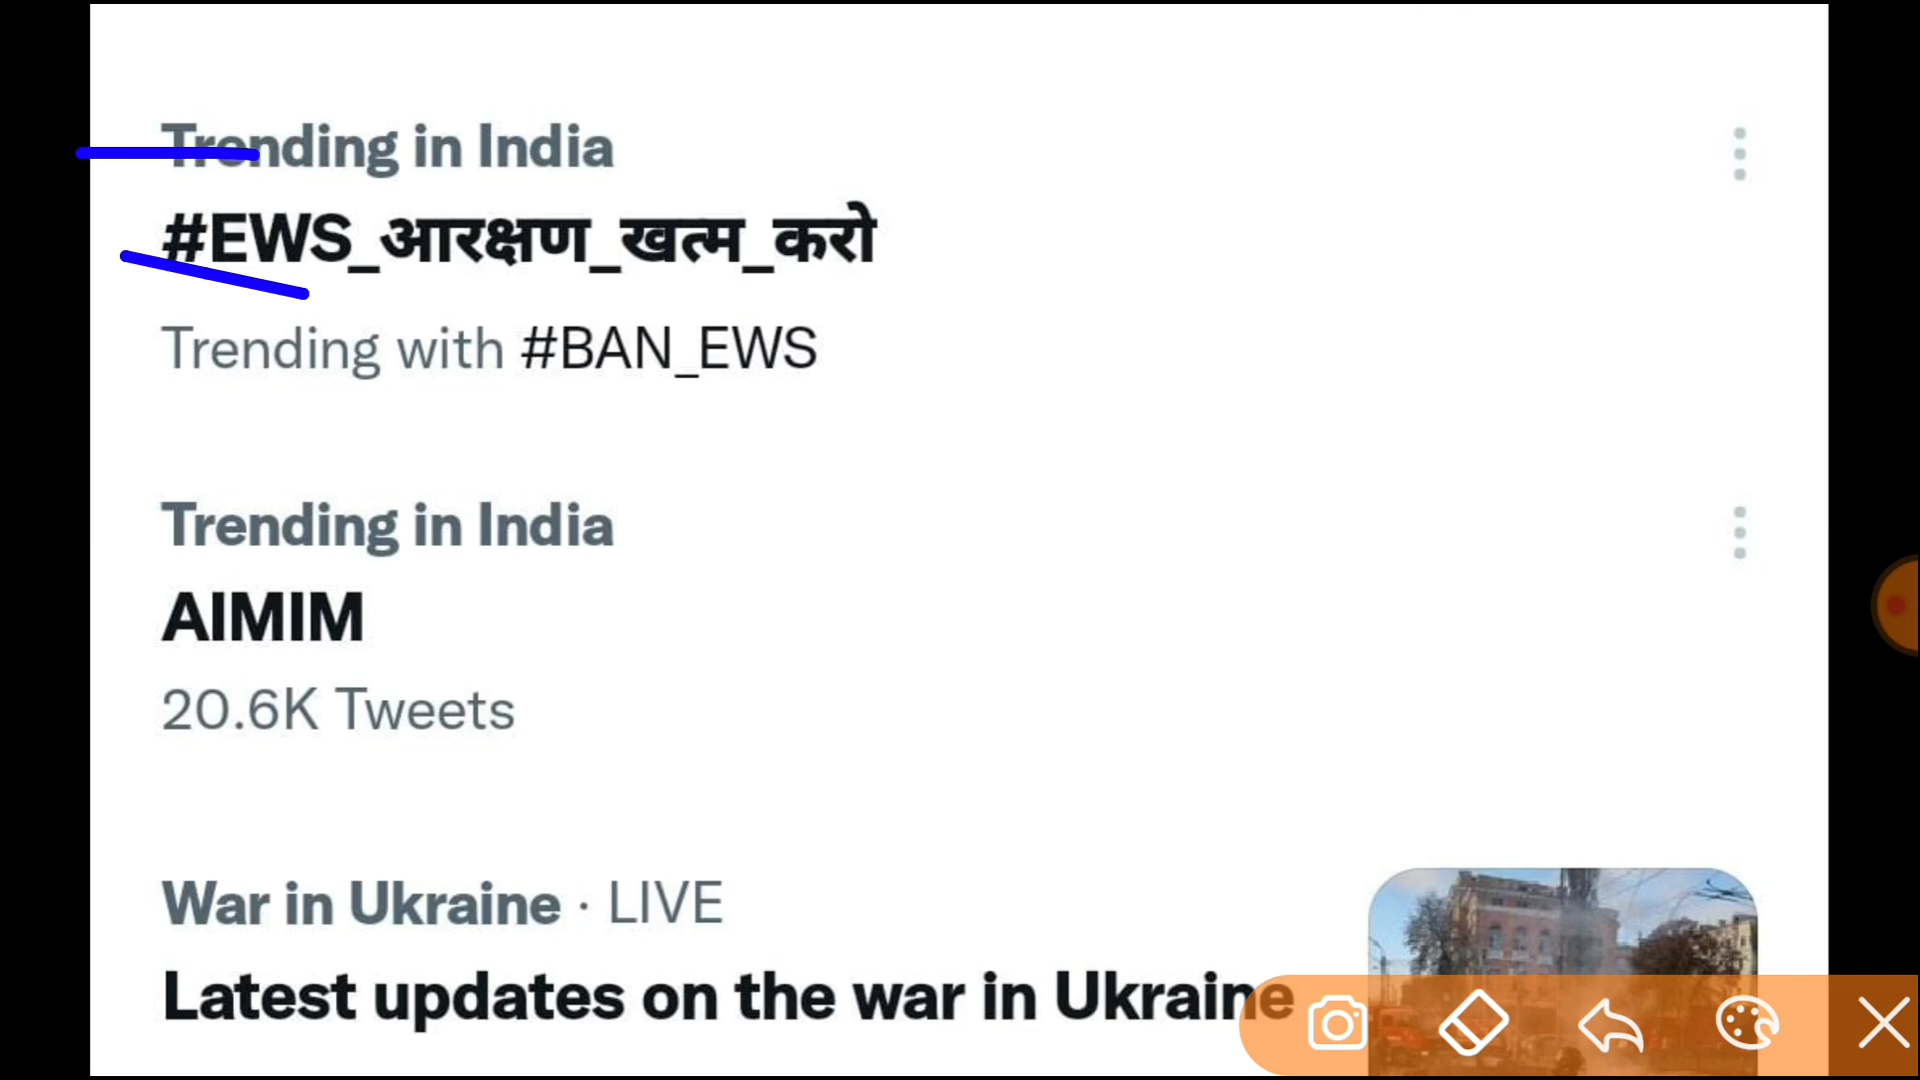 Trending in India
#EWS_आरक्षण_खत्म_करो
Trending with #BAN_EWS
Trending in India
AIMIM
20.6K Tweets
War in Ukraine · LIVE
Latest updates on the war in Ukraine